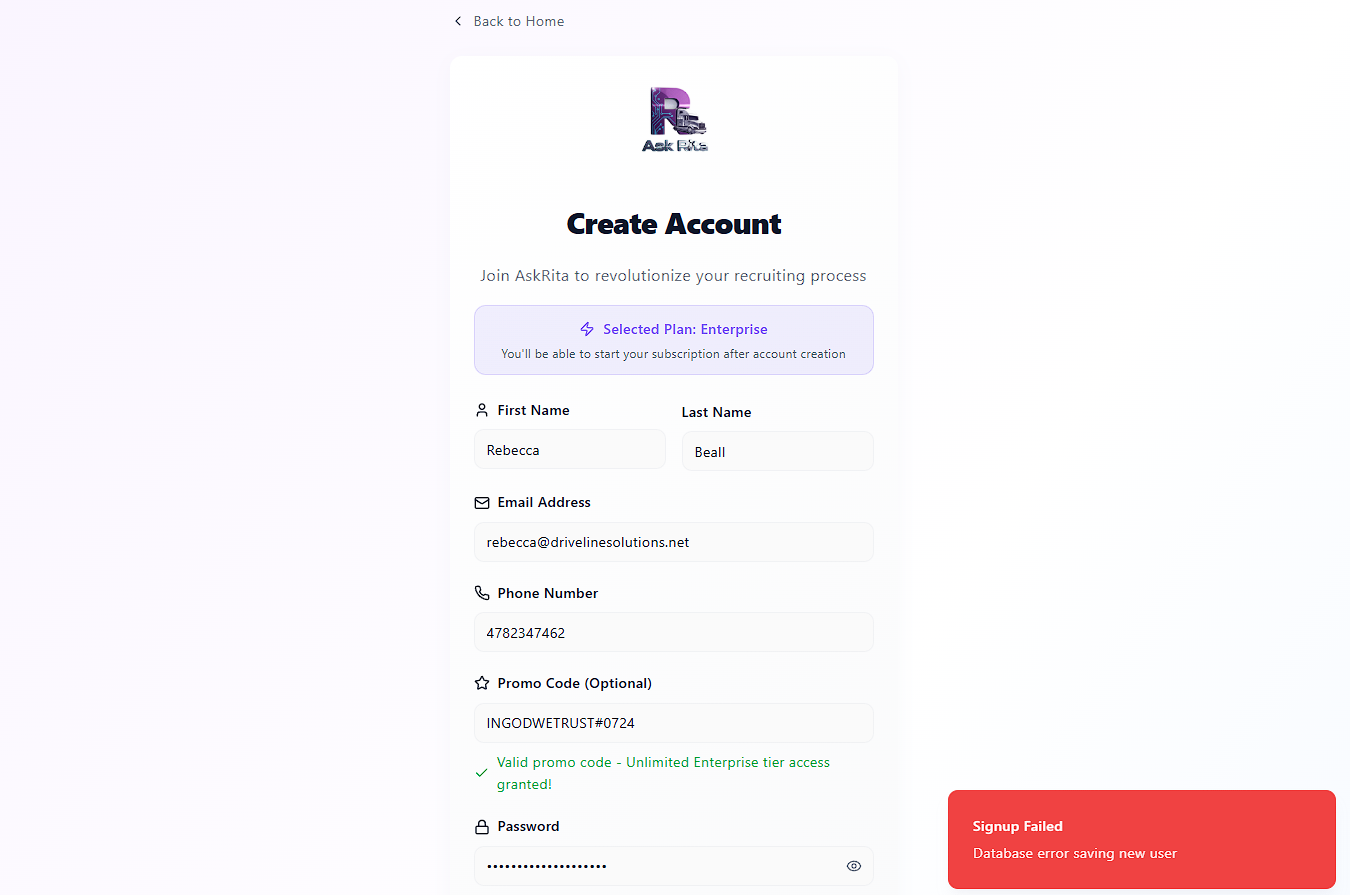 Back to Home
Ask Rita
Create Account
Join AskRita to revolutionize your recruiting process
Selected Plan: Enterprise
You'll be able to start your subscription after account creation
First Name
Last Name
Rebecca
Beall
Email Address
rebecca@drivelinesolutions.net
Phone Number
4782347462
Promo Code (Optional)
INGODWETRUST#0724
Valid promo code - Unlimited Enterprise tier access
granted!
Password
••••••••••••••••••••
Signup Failed
Database error saving new user